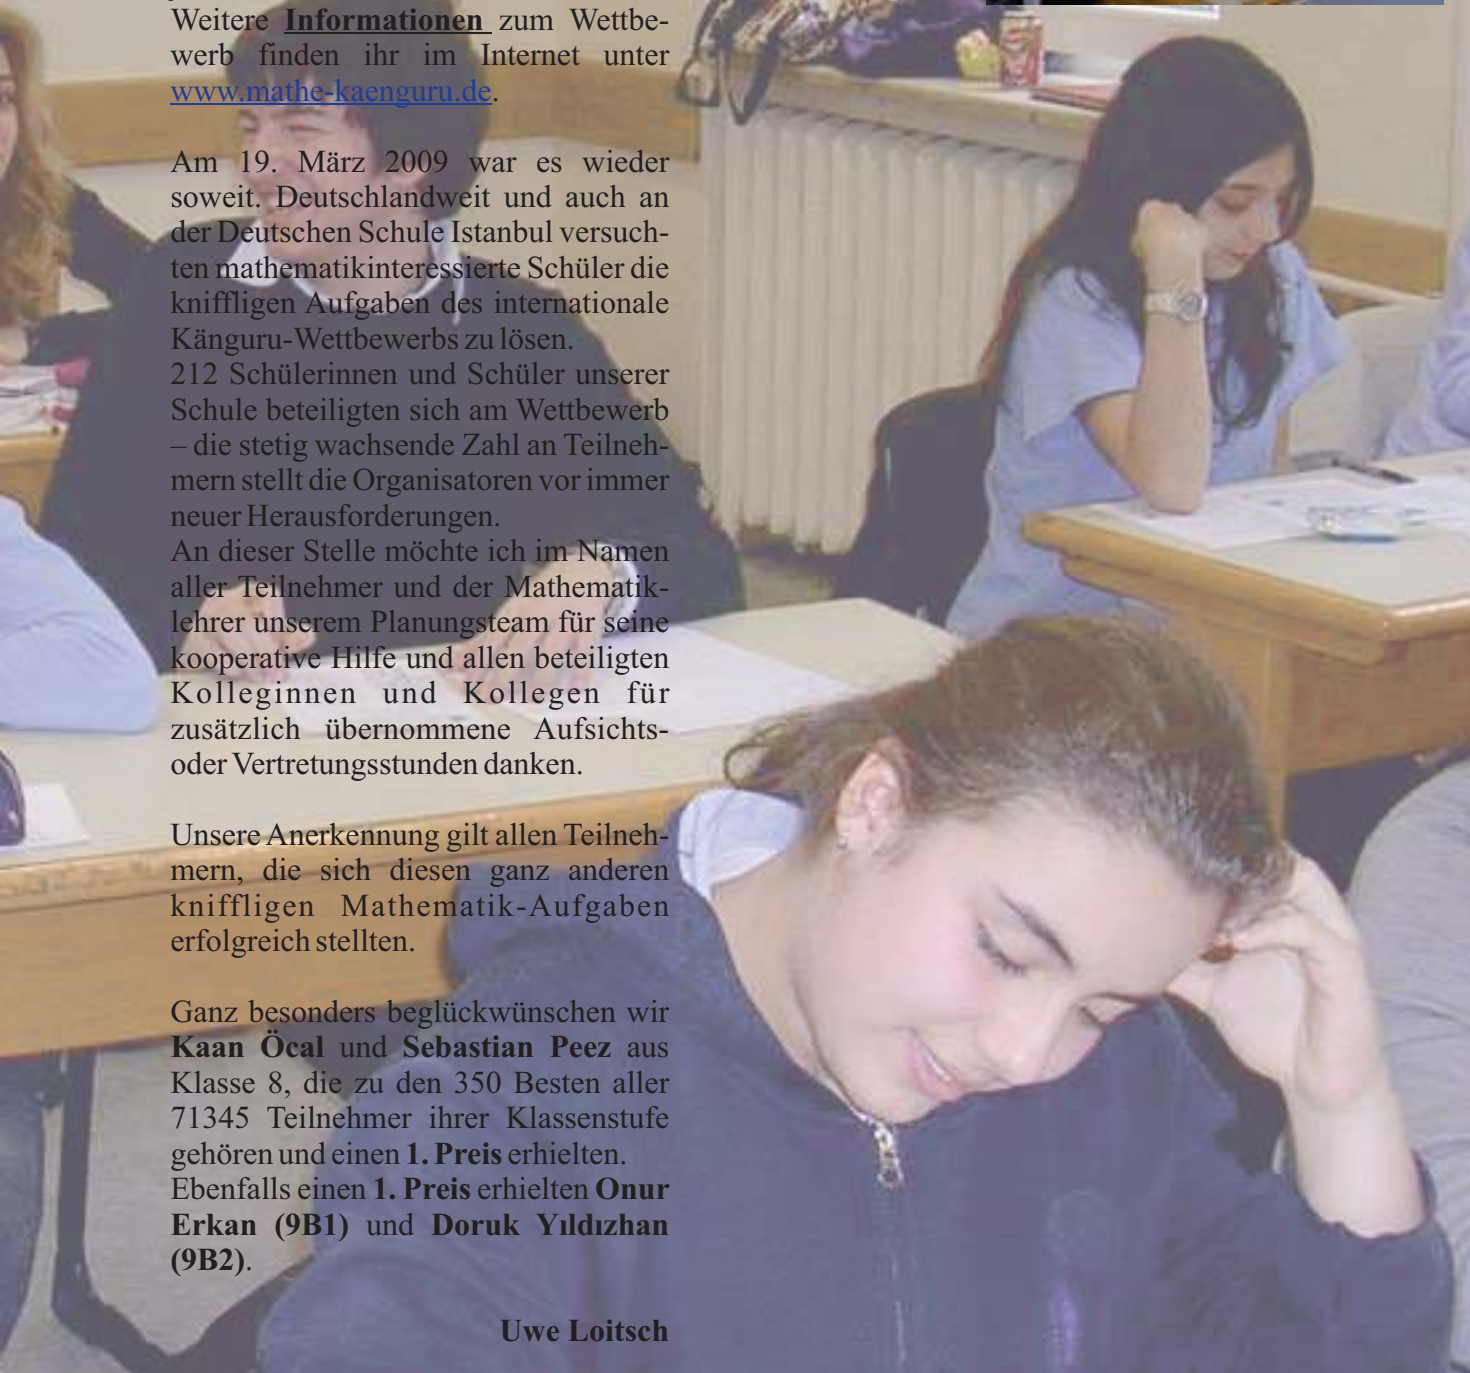 Weitere Informationen zum Wettbe-
werb finden ihr im Internet unter
www.mathe-kaenguru.de.
Am 19. März 2009 war es wieder
soweit. Deutschlandweit und auch an
der Deutschen Schule Istanbul versuch-
ten mathematikinteressierte Schüler die
kniffligen Aufgaben des internationale
Känguru-Wettbewerbs zu lösen.
212 Schülerinnen und Schüler unserer
Schule beteiligten sich am Wettbewerb
– die stetig wachsende Zahl an Teilneh-
mern stellt die Organisatoren vor immer
neuer Herausforderungen.
An dieser Stelle möchte ich im Namen
aller Teilnehmer und der Mathematik-
lehrer unserem Planungsteam für seine
kooperative Hilfe und allen beteiligten
Kolleginnen und Kollegen für
zusätzlich übernommene Aufsichts-
oder Vertretungsstunden danken.
Unsere Anerkennung gilt allen Teilneh-
mern, die sich diesen ganz anderen
kniffligen Mathematik-Aufgaben
erfolgreich stellten.
Ganz besonders beglückwünschen wir
Kaan Öcal und Sebastian Peez aus
Klasse 8, die zu den 350 Besten aller
71345 Teilnehmer ihrer Klassenstufe
gehören und einen 1. Preis erhielten.
Ebenfalls einen 1. Preis erhielten Onur
Erkan (9B1) und Doruk Yıldızhan
(9B2).
Uwe Loitsch